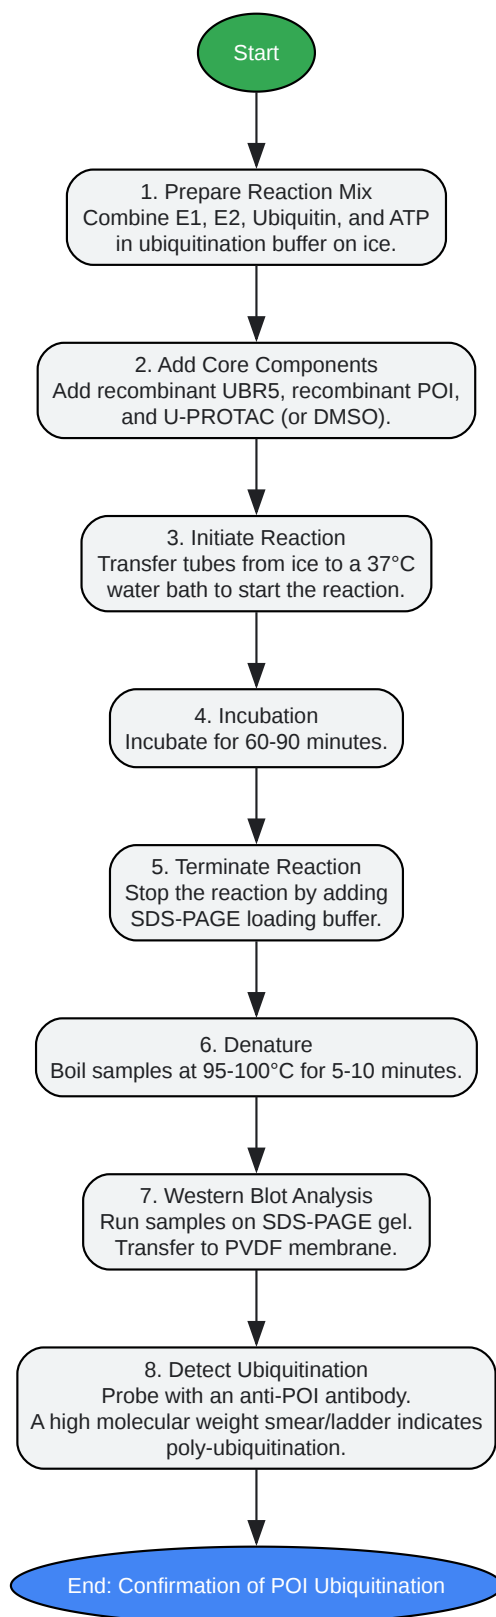 Start
1. Prepare Reaction Mix
Combine E1, E2, Ubiquitin, and ATP
in ubiquitination buffer on ice.
2. Add Core Components
Add recombinant UBR5, recombinant POI,
and U-PROTAC (or DMSO).
3. Initiate Reaction
Transfer tubes from ice to a 37°C
water bath to start the reaction.
4. Incubation
Incubate for 60-90 minutes.
5. Terminate Reaction
Stop the reaction by adding
SDS-PAGE loading buffer.
6. Denature
Boil samples at 95-100°C for 5-10 minutes.
7. Western Blot Analysis
Run samples on SDS-PAGE gel.
Transfer to PVDF membrane.
8. Detect Ubiquitination
Probe with an anti-POI antibody.
A high molecular weight smear/ladder indicates
poly-ubiquitination.
End: Confirmation of POI Ubiquitination